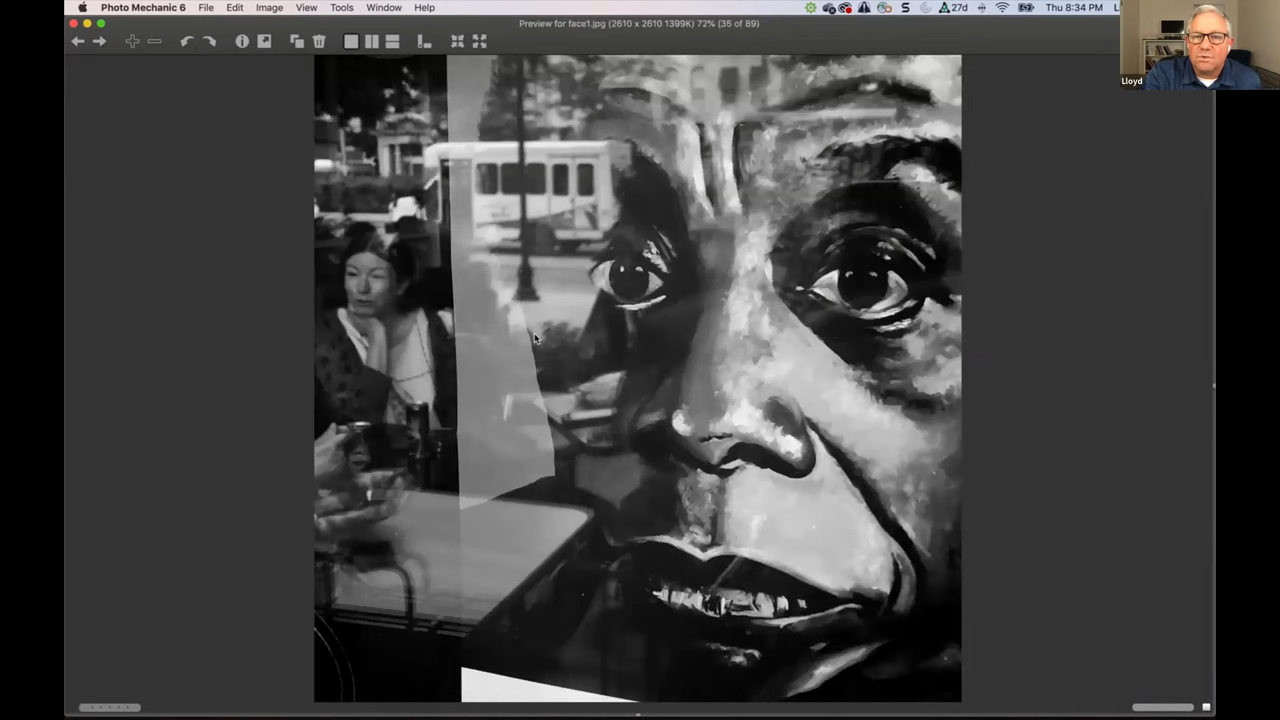 Photo Mechanic 6 File Edit Image View Tools Window Help 27d Thu 8:34 PM
Preview for face1.jpg (2610 x 2610 1399K) 72% (35 of 89)
Lloyd